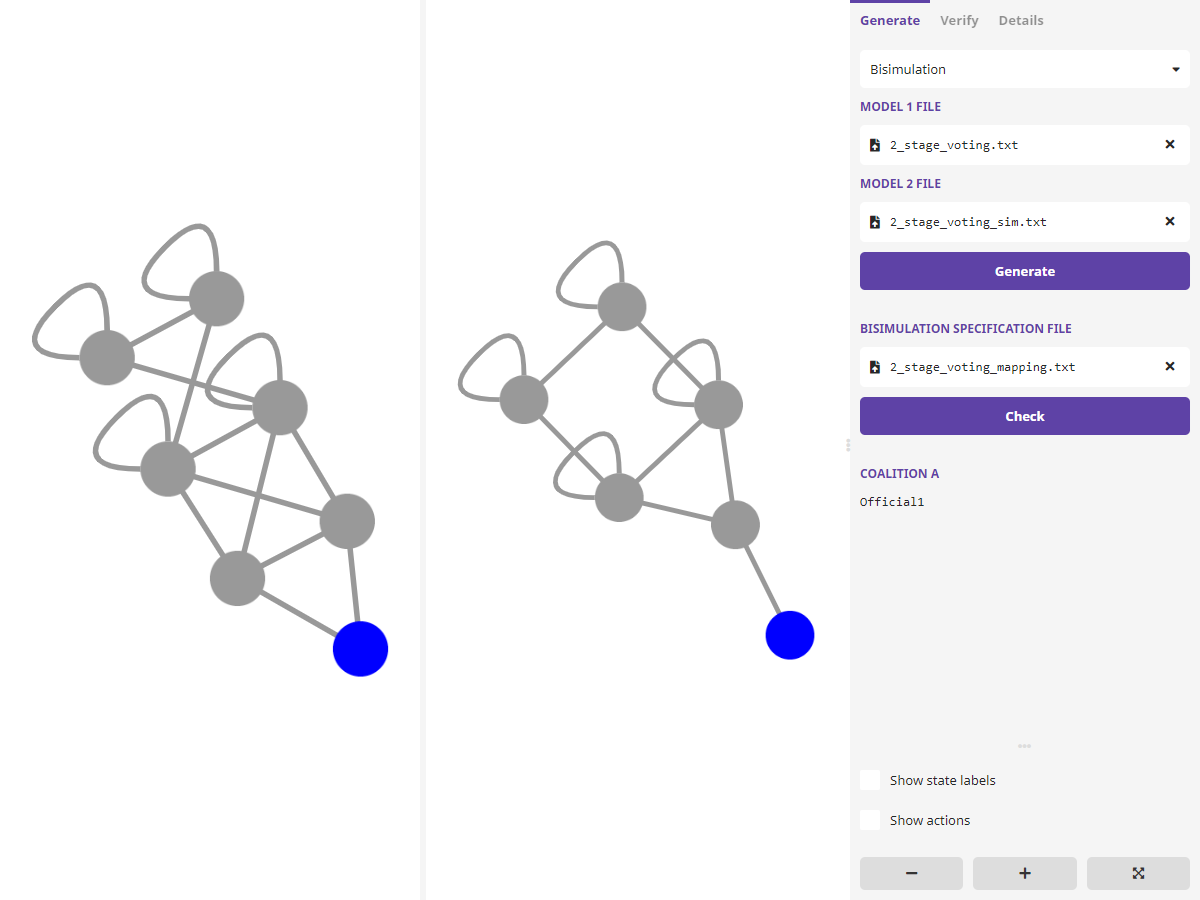 Generate Verify Details
Bisimulation
MODEL 1 FILE
2_stage_voting.txt
MODEL 2 FILE
2_stage_voting_sim.txt
Generate
BISIMULATION SPECIFICATION FILE
2_stage_voting_mapping.txt
Check
COALITION A
Official1
Show state labels
Show actions